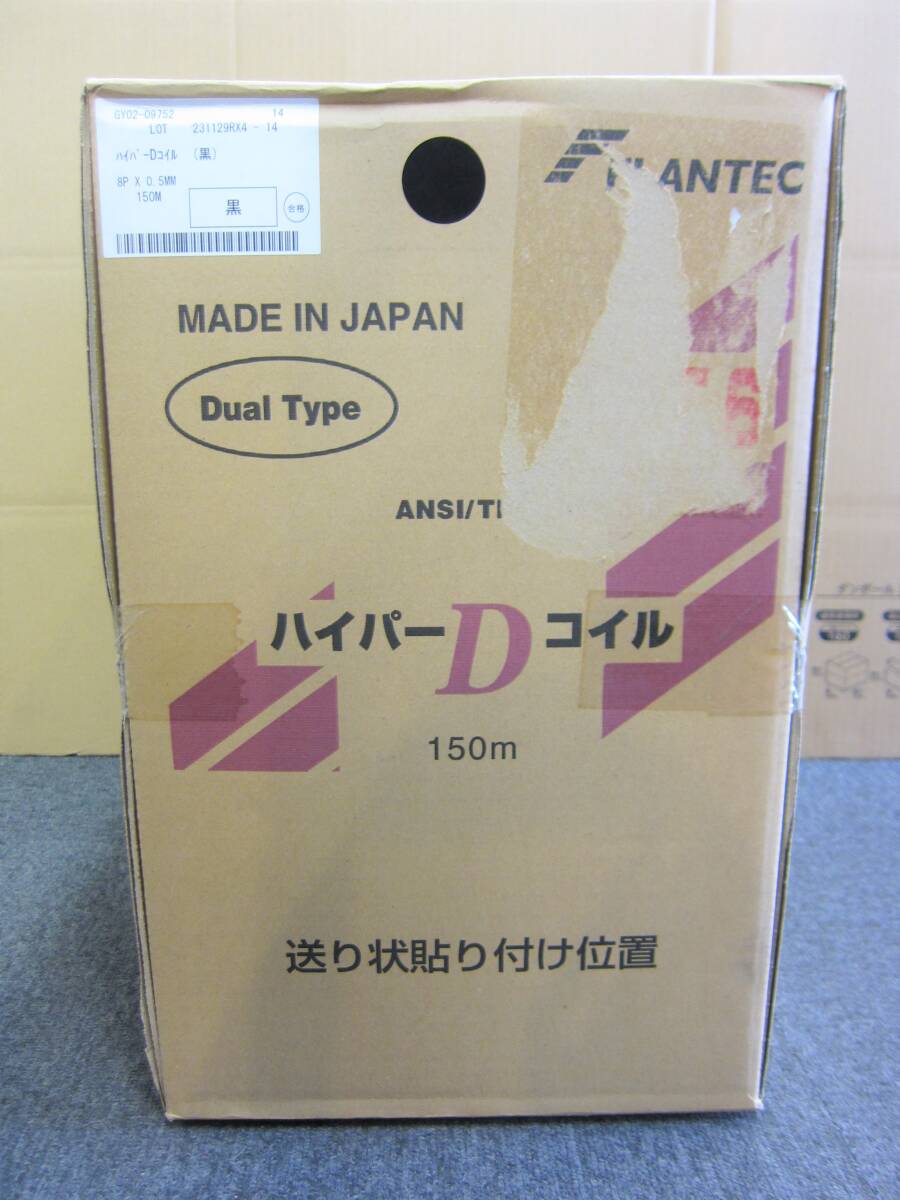 GY02-09752 14
LOT 231129RX4 - 14
ﾊｲﾊﾟｰDｺｲﾙ (黒)
8P X 0.5MM
150M
黒
合格
LANTEC
MADE IN JAPAN
Dual Type
ANSI/TI
ハイパーDコイル
150m
送り状貼り付け位置